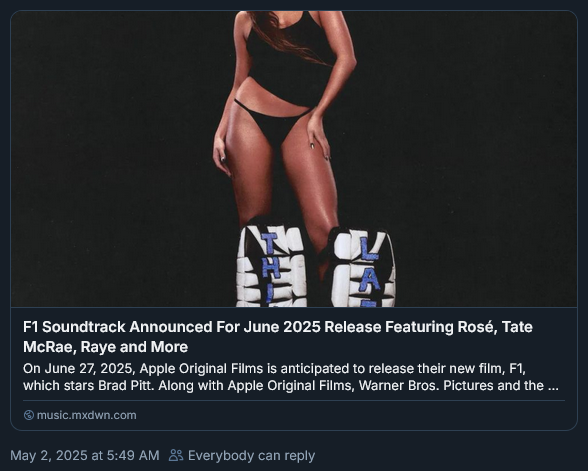 THI
LAT
F1 Soundtrack Announced For June 2025 Release Featuring Rosé, Tate
McRae, Raye and More
On June 27, 2025, Apple Original Films is anticipated to release their new film, F1,
which stars Brad Pitt. Along with Apple Original Films, Warner Bros. Pictures and the ...
music.mxdwn.com
May 2, 2025 at 5:49 AM Everybody can reply